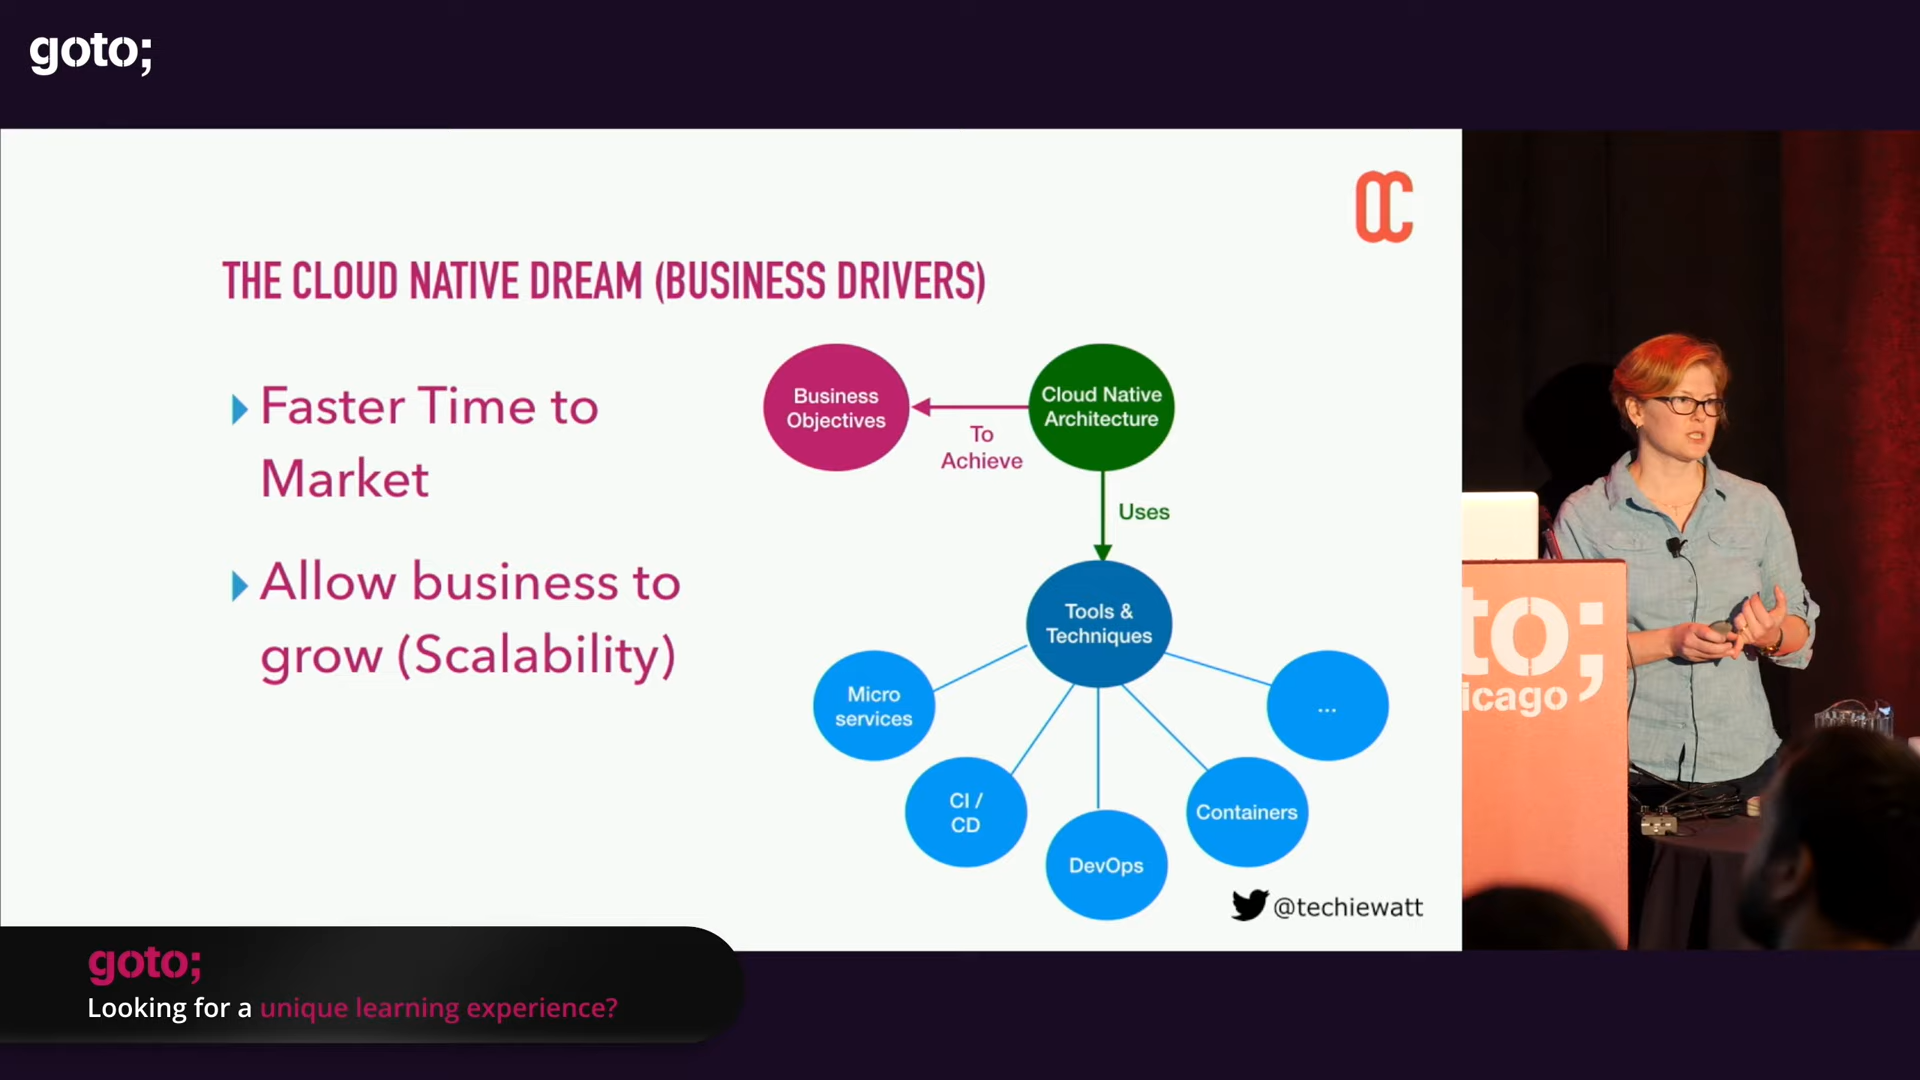 goto;
THE CLOUD NATIVE DREAM (BUSINESS DRIVERS)
Faster Time to
Market
Allow business to
grow (Scalability)
Business
Objectives
To
Achieve
Cloud Native
Architecture
Uses
Tools &
Techniques
Micro
services
CI /
CD
DevOps
Containers
...
@techiewatt
to;
icago
goto;
Looking for a unique learning experience?